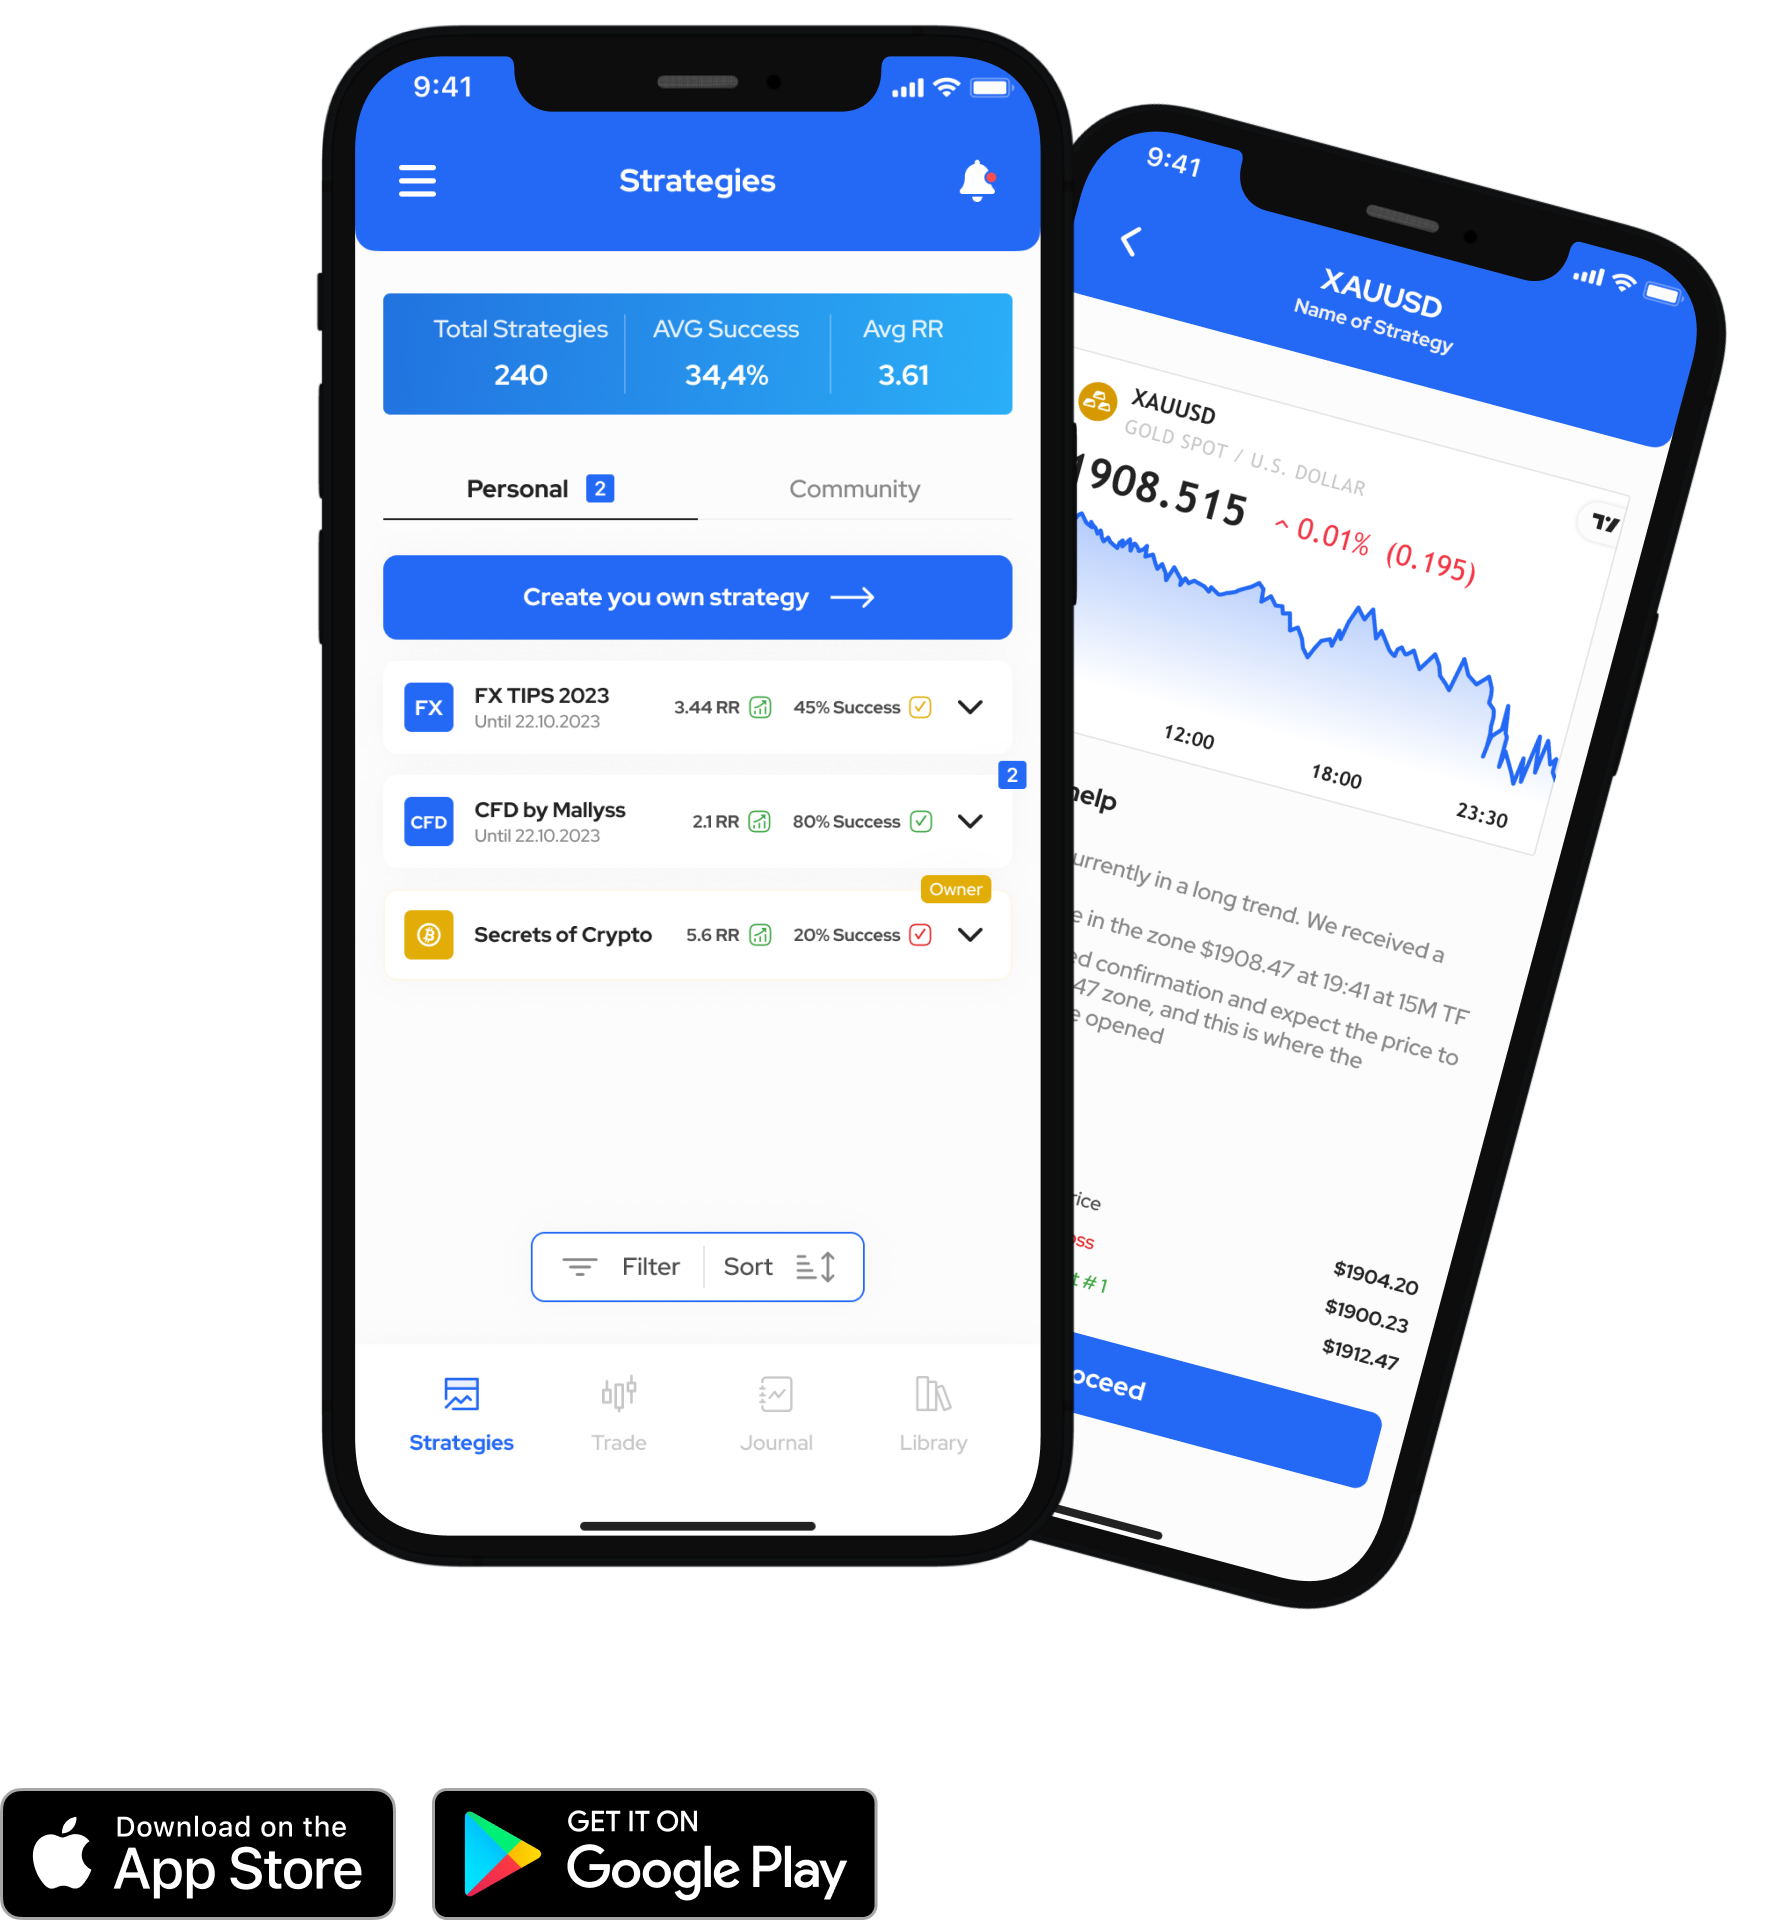 9:41
Strategies
Total Strategies
240
AVG Success
34,4%
Avg RR
3.61
Personal 2
Community
Create you own strategy
FX
FX TIPS 2023
Until 22.10.2023
3.44 RR
45% Success
2
CFD
CFD by Mallyss
Until 22.10.2023
2.1 RR
80% Success
Owner
Secrets of Crypto
5.6 RR
20% Success
Filter
Sort
Strategies
Trade
Journal
Library
9:41
XAUUSD
Name of Strategy
XAUUSD
GOLD SPOT / U.S. DOLLAR
1908.515
0.01% (0.195)
12:00
18:00
23:30
in a long trend. We received a
in the zone $1908.47 at 19:41 at 15M TF
confirmation and expect the price to
47 zone, and this is where the
opened
#1
$1904.20
$1900.23
$1912.47
Download on the
App Store
GET IT ON
Google Play